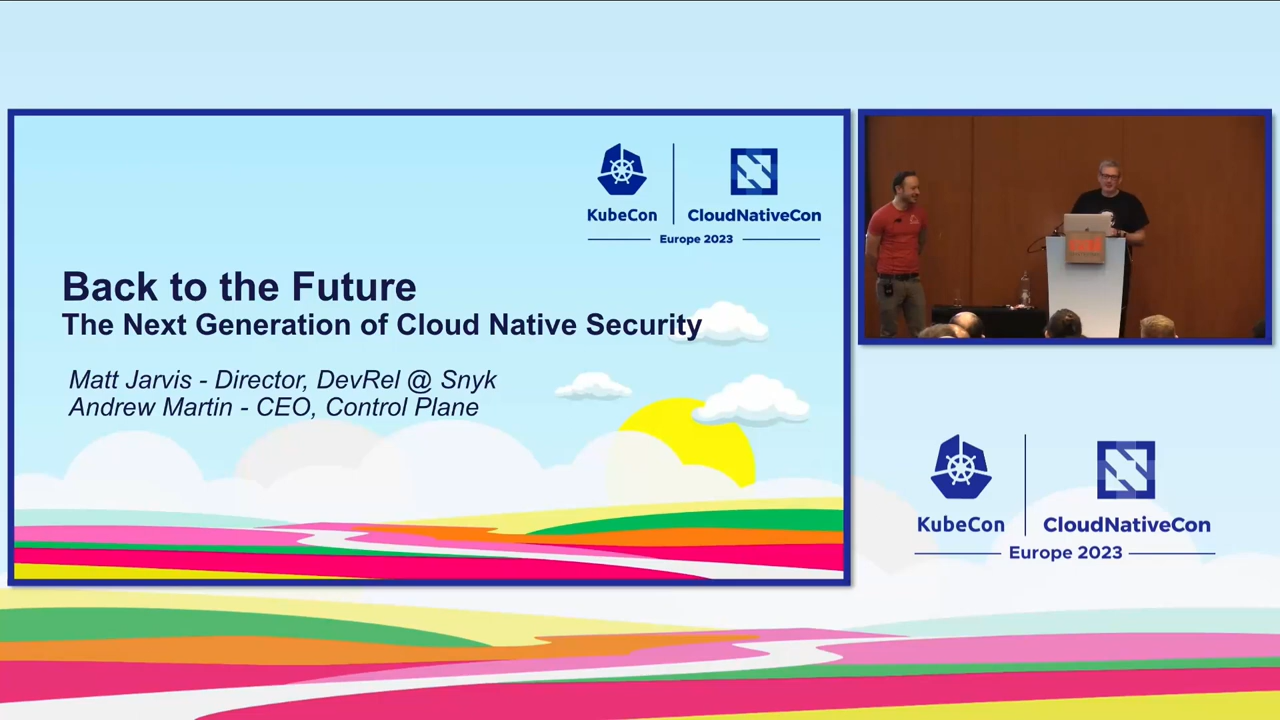 KubeCon
CloudNativeCon
Europe 2023
Back to the Future
The Next Generation of Cloud Native Security
Matt Jarvis - Director, DevRel @ Snyk
Andrew Martin - CEO, Control Plane
KubeCon
CloudNativeCon
Europe 2023